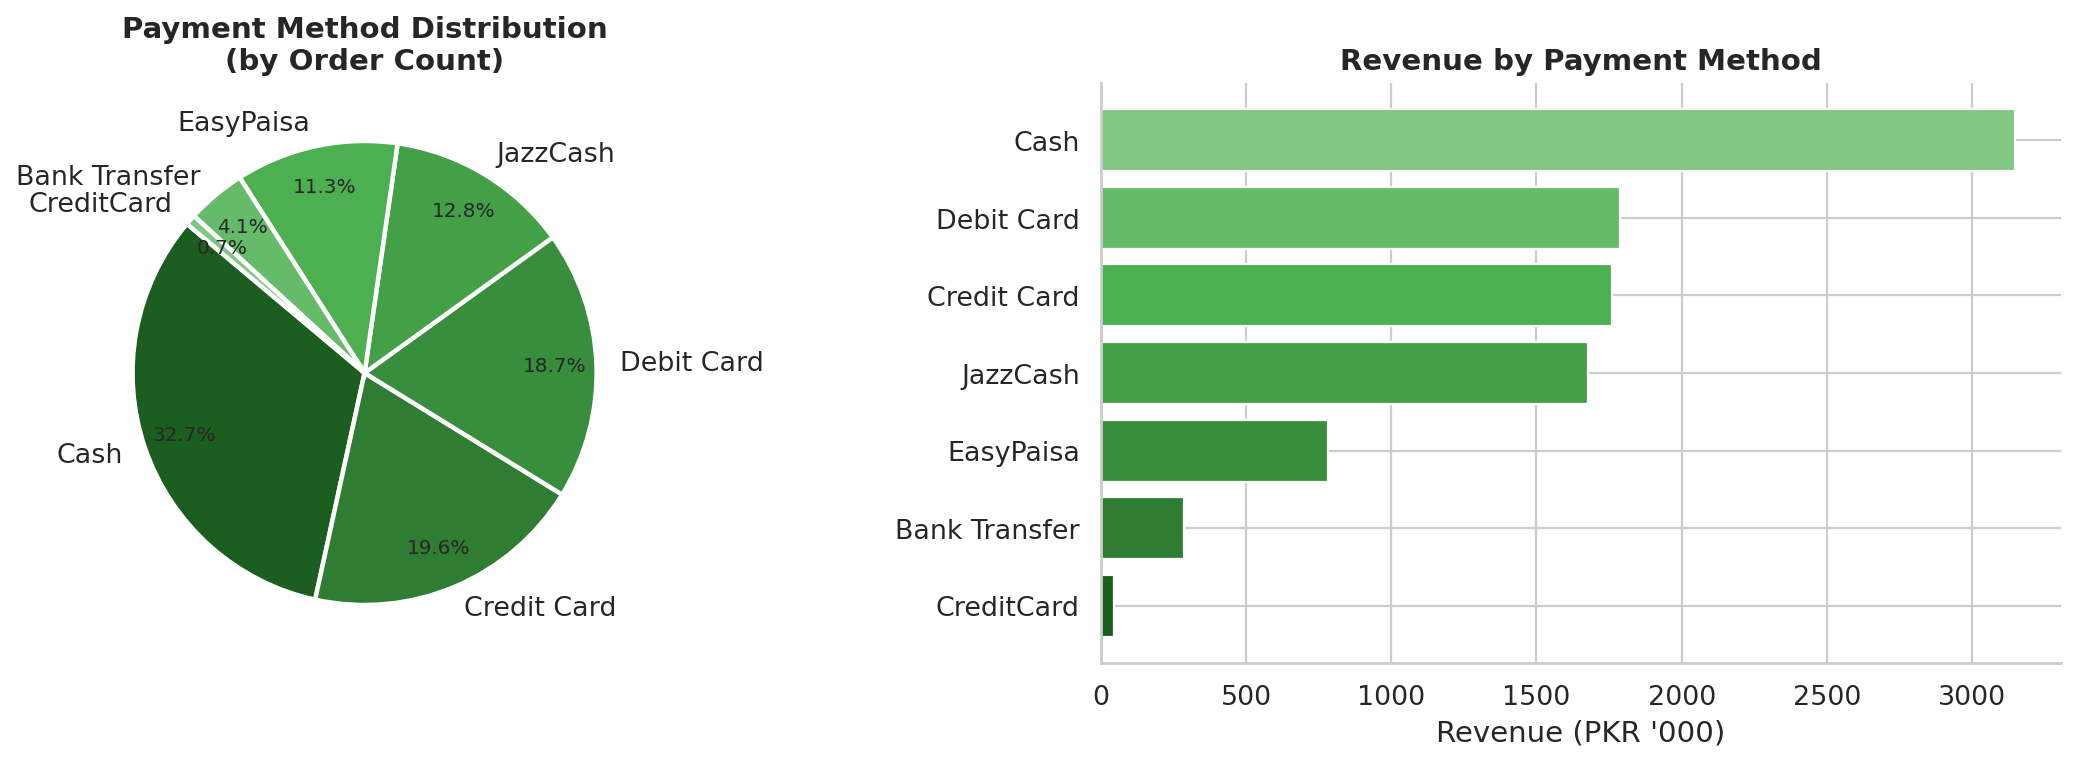 Payment Method Distribution
(by Order Count)
EasyPaisa
JazzCash
Bank Transfer
CreditCard
11.3%
12.8%
4.1%
0.7%
Debit Card
18.7%
32.7%
Cash
19.6%
Credit Card
Revenue by Payment Method
Cash
Debit Card
Credit Card
JazzCash
EasyPaisa
Bank Transfer
CreditCard
0 500 1000 1500 2000 2500 3000
Revenue (PKR '000)